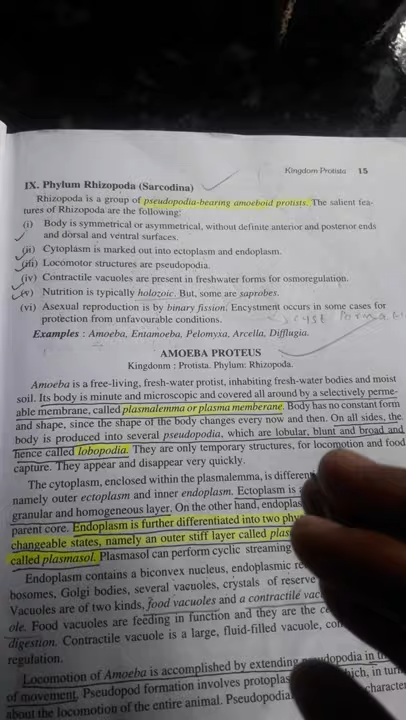 Kingdom Protista 15
IX. Phylum Rhizopoda (Sarcodina)
Rhizopoda is a group of pseudopodia-bearing amoeboid protists. The salient fea-
tures of Rhizopoda are the following:
(i) Body is symmetrical or asymmetrical, without definite anterior and posterior ends
and dorsal and ventral surfaces.
(ii) Cytoplasm is marked out into ectoplasm and endoplasm.
(iii) Locomotor structures are pseudopodia.
(iv) Contractile vacuoles are present in freshwater forms for osmoregulation.
(v) Nutrition is typically holozoic. But, some are saprobes.
(vi) Asexual reproduction is by binary fission. Encystment occurs in some cases for
protection from unfavourable conditions.
Examples : Amoeba, Entamoeba, Pelomyxa, Arcella, Difflugia.
AMOEBA PROTEUS
Kingdonm : Protista. Phylum: Rhizopoda.
Amoeba is a free-living, fresh-water protist, inhabiting fresh-water bodies and moist
soil. Its body is minute and microscopic and covered all around by a selectively perme-
able membrane, called plasmalemma or plasma memberane. Body has no constant form
and shape, since the shape of the body changes every now and then. On all sides, the
body is produced into several pseudopodia, which are lobular, blunt and broad and
hence called lobopodia. They are only temporary structures, for locomotion and food
capture. They appear and disappear very quickly.
The cytoplasm, enclosed within the plasmalemma, is
namely outer ectoplasm and inner endoplasm. Ectoplasm is
granular and homogeneous layer. On the other hand,
parent core. Endoplasm is further differentiated into two
changeable states, namely an outer stiff layer called
called plasmasol. Plasmasol can perform cyclic streaming
Endoplasm contains a biconvex nucleus, endoplasmic
bosomes, Golgi bodies, several vacuoles, crystals of reserve
Vacuoles are of two kinds, food vacuoles and a contractile
ole. Food vacuoles are feeding in function and they are the
digestion. Contractile vacuole is a large, fluid-filled vacuole,
regulation.
Locomotion of Amoeba is accomplished by extending pseudopodia in
of movement. Pseudopod formation involves in turn
about the locomotion of the entire animal. character